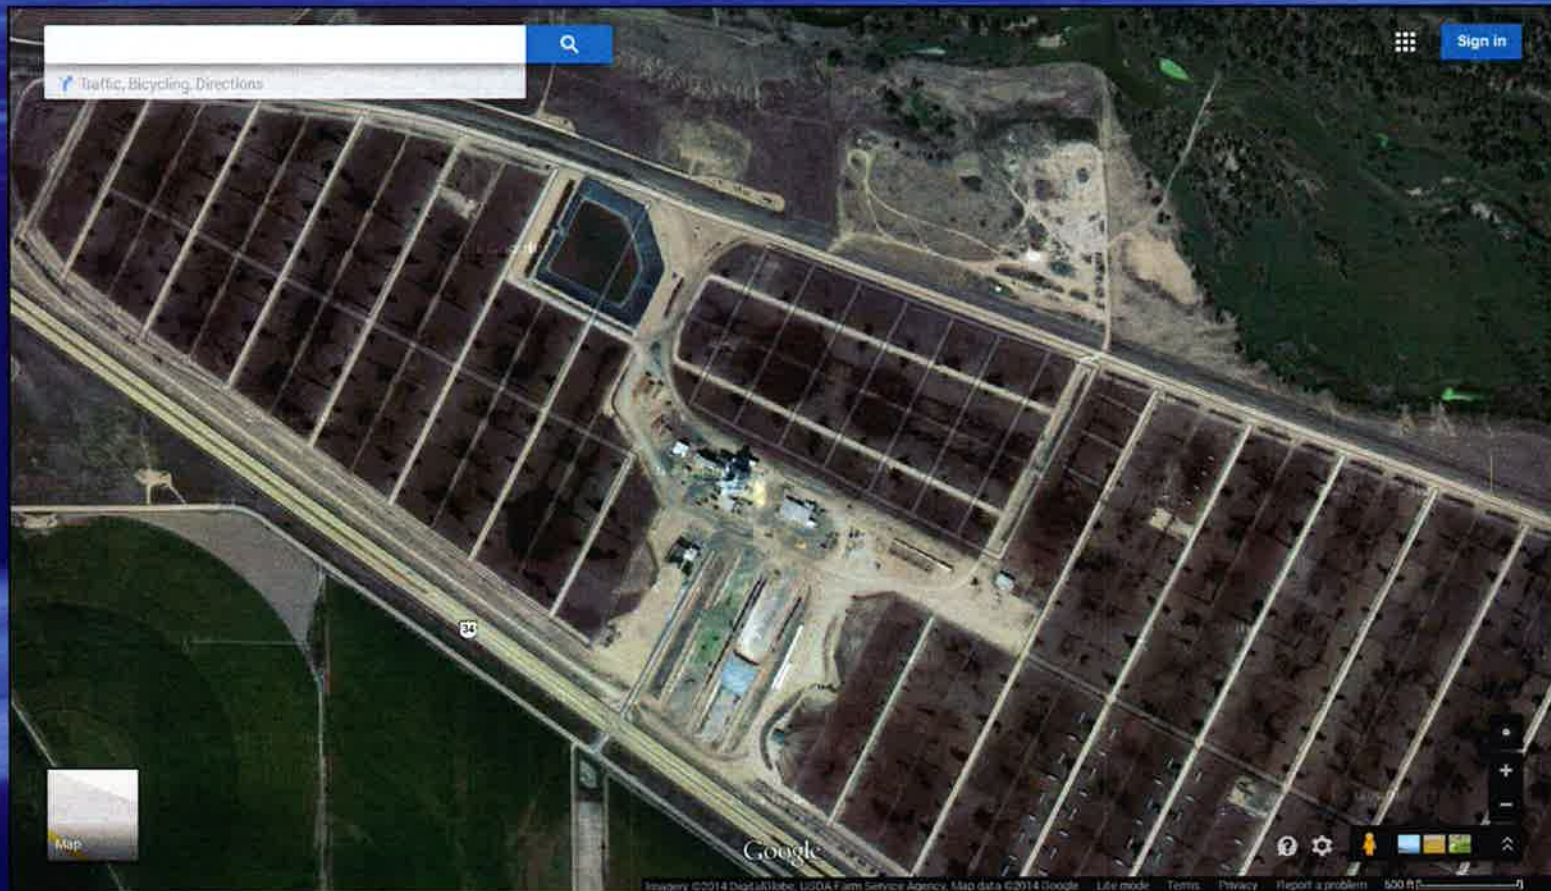 Sign in
Traffic, Bicycling, Directions
34
Map
Google
Imagery ©2014 DigitalGlobe, USDA Farm Service Agency, Map data ©2014 Google Lite mode Terms Privacy Report a problem 500 ft